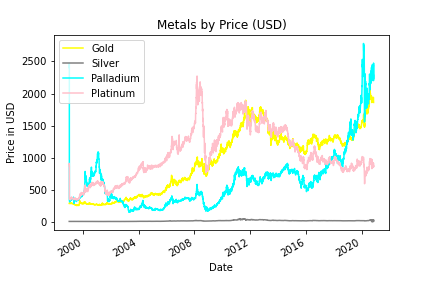 Metals by Price (USD)
Gold
Silver
Palladium
Platinum
2500
2000
1500
1000
500
0
Price in USD
2000
2004
2008
2012
2016
2020
Date